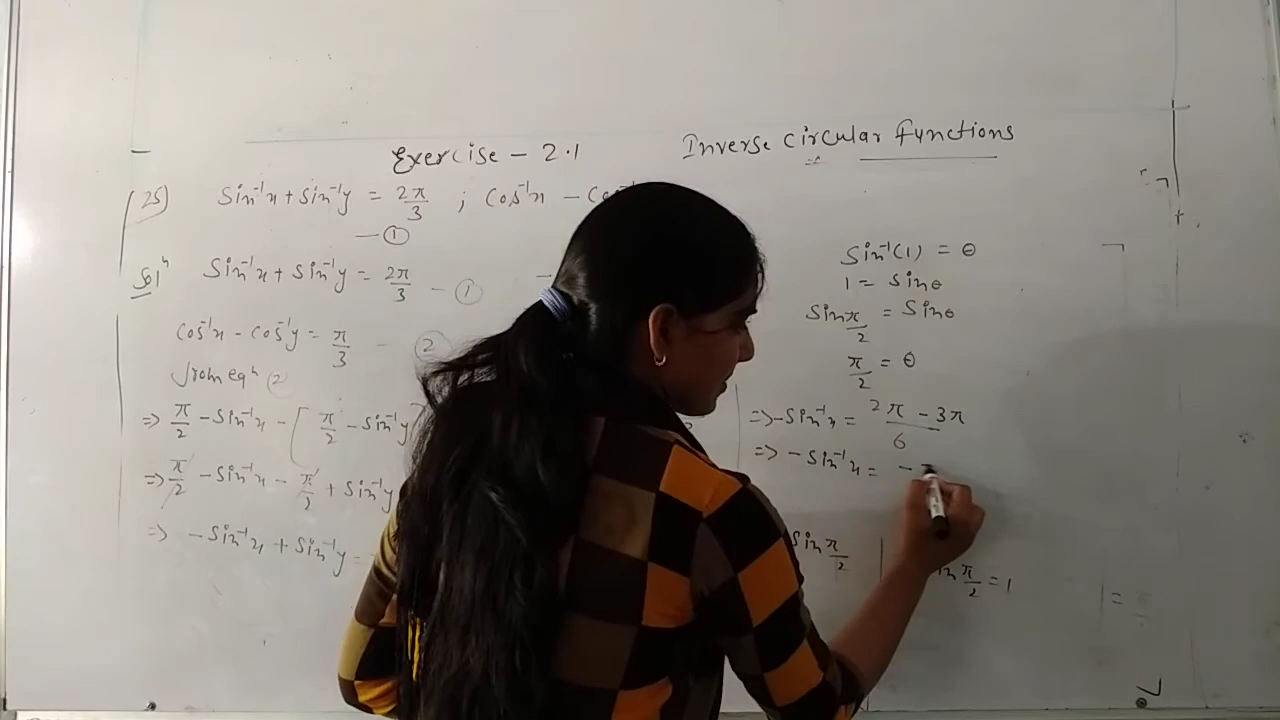 Exercise - 2.1
Inverse circular functions
25) Sin⁻¹x + Sin⁻¹y = 2π/3 ; Cos⁻¹x -
— ①
Solⁿ Sin⁻¹x + Sin⁻¹y = 2π/3 — ①
Cos⁻¹x - Cos⁻¹y = π/3 — ②
from eqⁿ ②
=> π/2 - Sin⁻¹x - [ π/2 - Sin⁻¹y
=> π/2 - Sin⁻¹x - π/2 + Sin⁻¹y
=> - Sin⁻¹x + Sin⁻¹y =
Sin⁻¹(1) = θ
1 = Sinθ
Sin π/2 = Sinθ
π/2 = θ
=> - Sin⁻¹x = 2π - 3π / 6
=> - Sin⁻¹x = -
Sin π/2
π/2 = 1
1 =